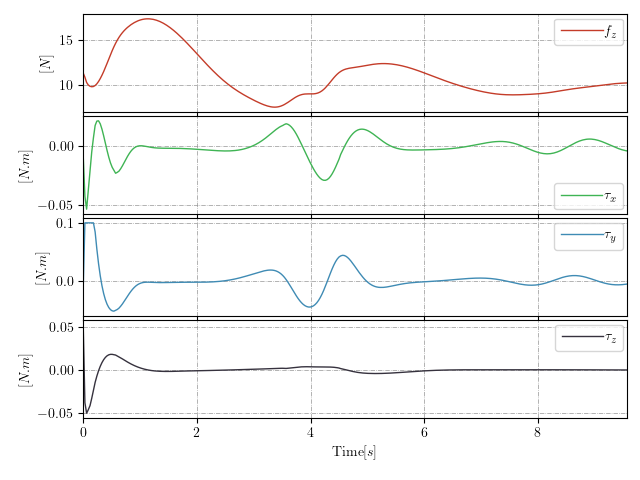 15
10
[N]
f_z
0.00
−0.05
[N.m]
τ_x
0.1
0.0
[N.m]
τ_y
0.05
0.00
−0.05
[N.m]
τ_z
0 2 4 6 8
Time[s]